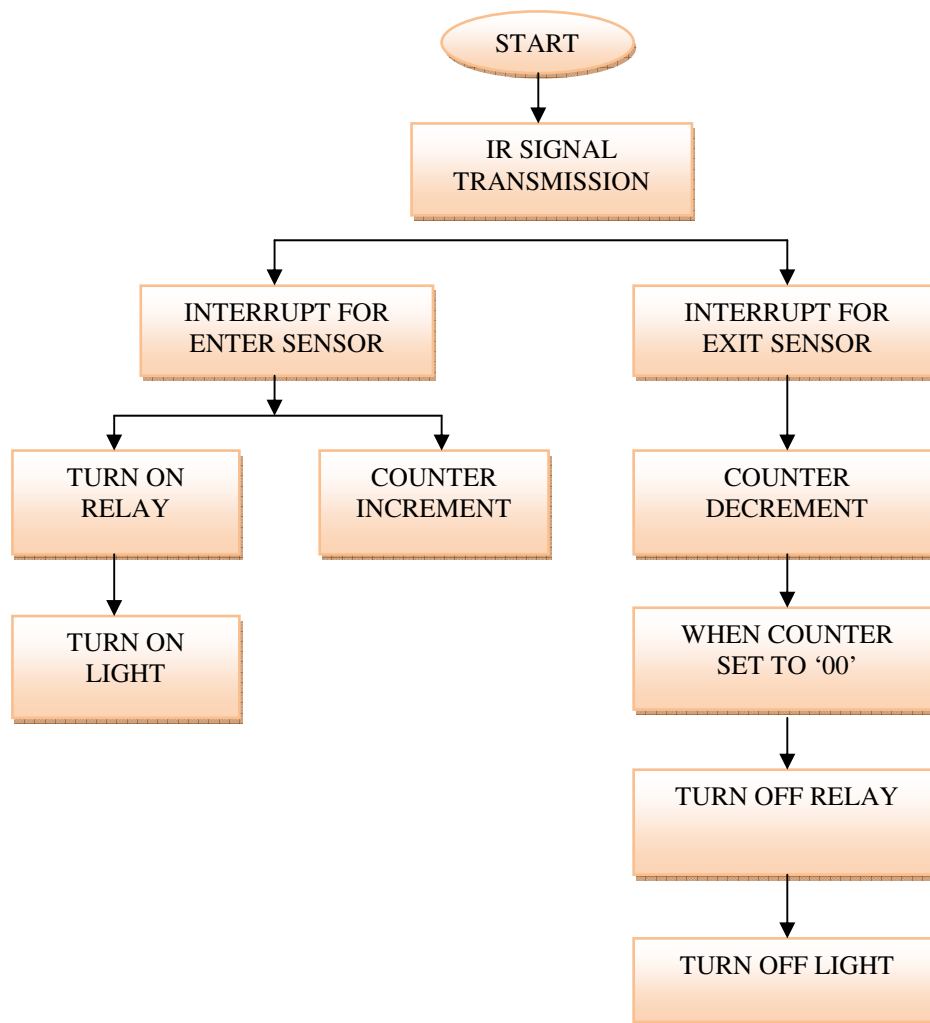 START
IR SIGNAL
TRANSMISSION
INTERRUPT FOR
ENTER SENSOR
INTERRUPT FOR
EXIT SENSOR
TURN ON
RELAY
COUNTER
INCREMENT
COUNTER
DECREMENT
TURN ON
LIGHT
WHEN COUNTER
SET TO ‘00’
TURN OFF RELAY
TURN OFF LIGHT